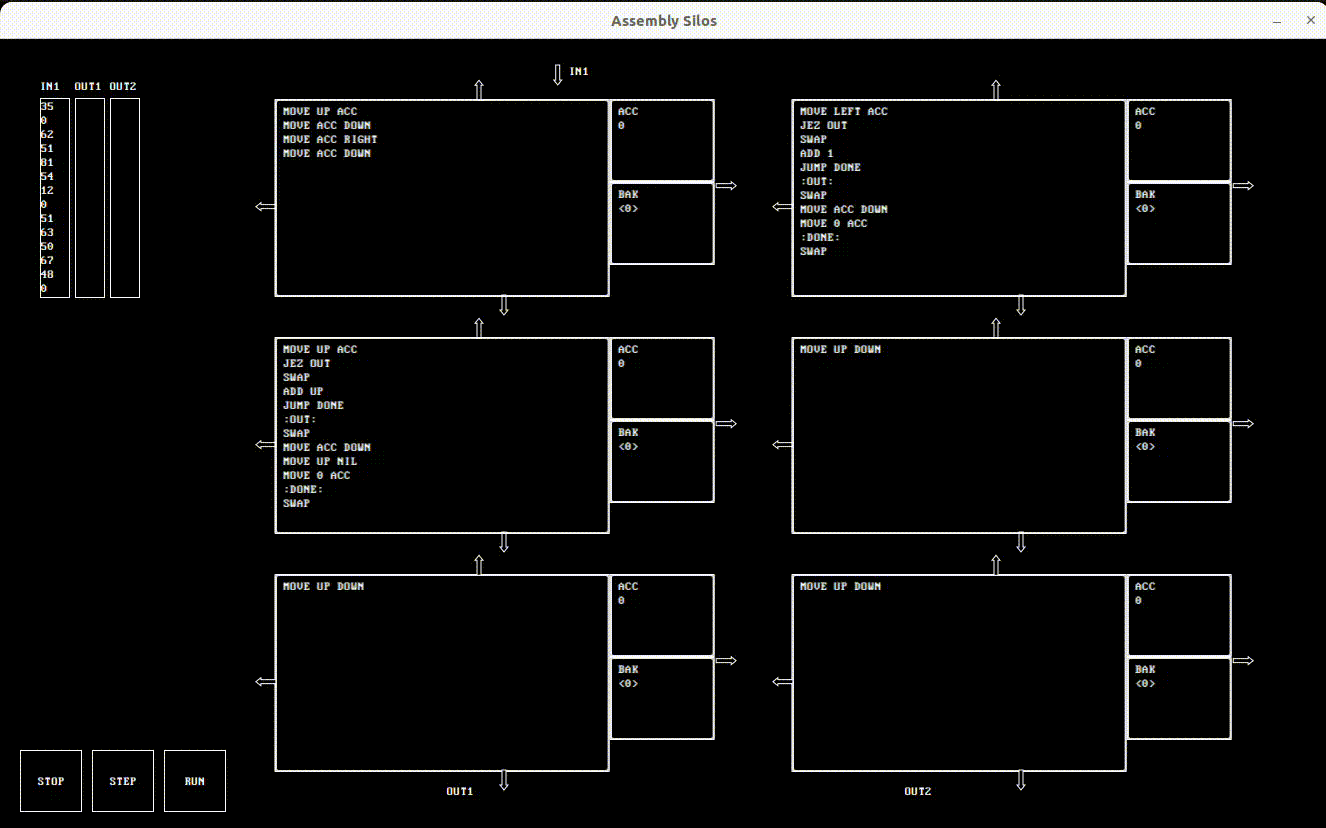 Assembly Silos
IN1 OUT1 OUT2
35
0
62
51
81
54
12
0
51
63
50
67
48
0
IN1
MOVE UP ACC
MOVE ACC DOWN
MOVE ACC RIGHT
MOVE ACC DOWN
ACC
0
BAK
<0>
MOVE LEFT ACC
JEZ OUT
SWAP
ADD 1
JUMP DONE
:OUT:
SWAP
MOVE ACC DOWN
MOVE 0 ACC
:DONE:
SWAP
ACC
0
BAK
<0>
MOVE UP ACC
JEZ OUT
SWAP
ADD UP
JUMP DONE
:OUT:
SWAP
MOVE ACC DOWN
MOVE UP NIL
MOVE 0 ACC
:DONE:
SWAP
ACC
0
BAK
<0>
MOVE UP DOWN
ACC
0
BAK
<0>
MOVE UP DOWN
ACC
0
BAK
<0>
MOVE UP DOWN
ACC
0
BAK
<0>
STOP STEP RUN
OUT1 OUT2